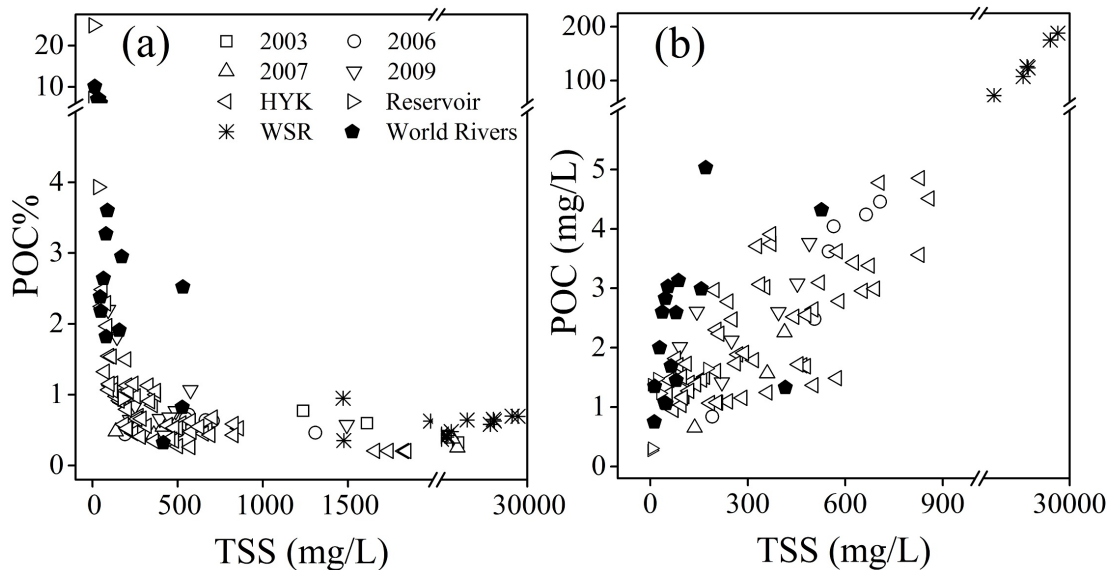 (a)
(b)
2003 2006
2007 2009
HYK Reservoir
WSR World Rivers
POC%
20
10
4
3
2
1
0
0 500 1000 1500 30000
TSS (mg/L)
POC (mg/L)
200
100
5
4
3
2
1
0
0 300 600 900 30000
TSS (mg/L)